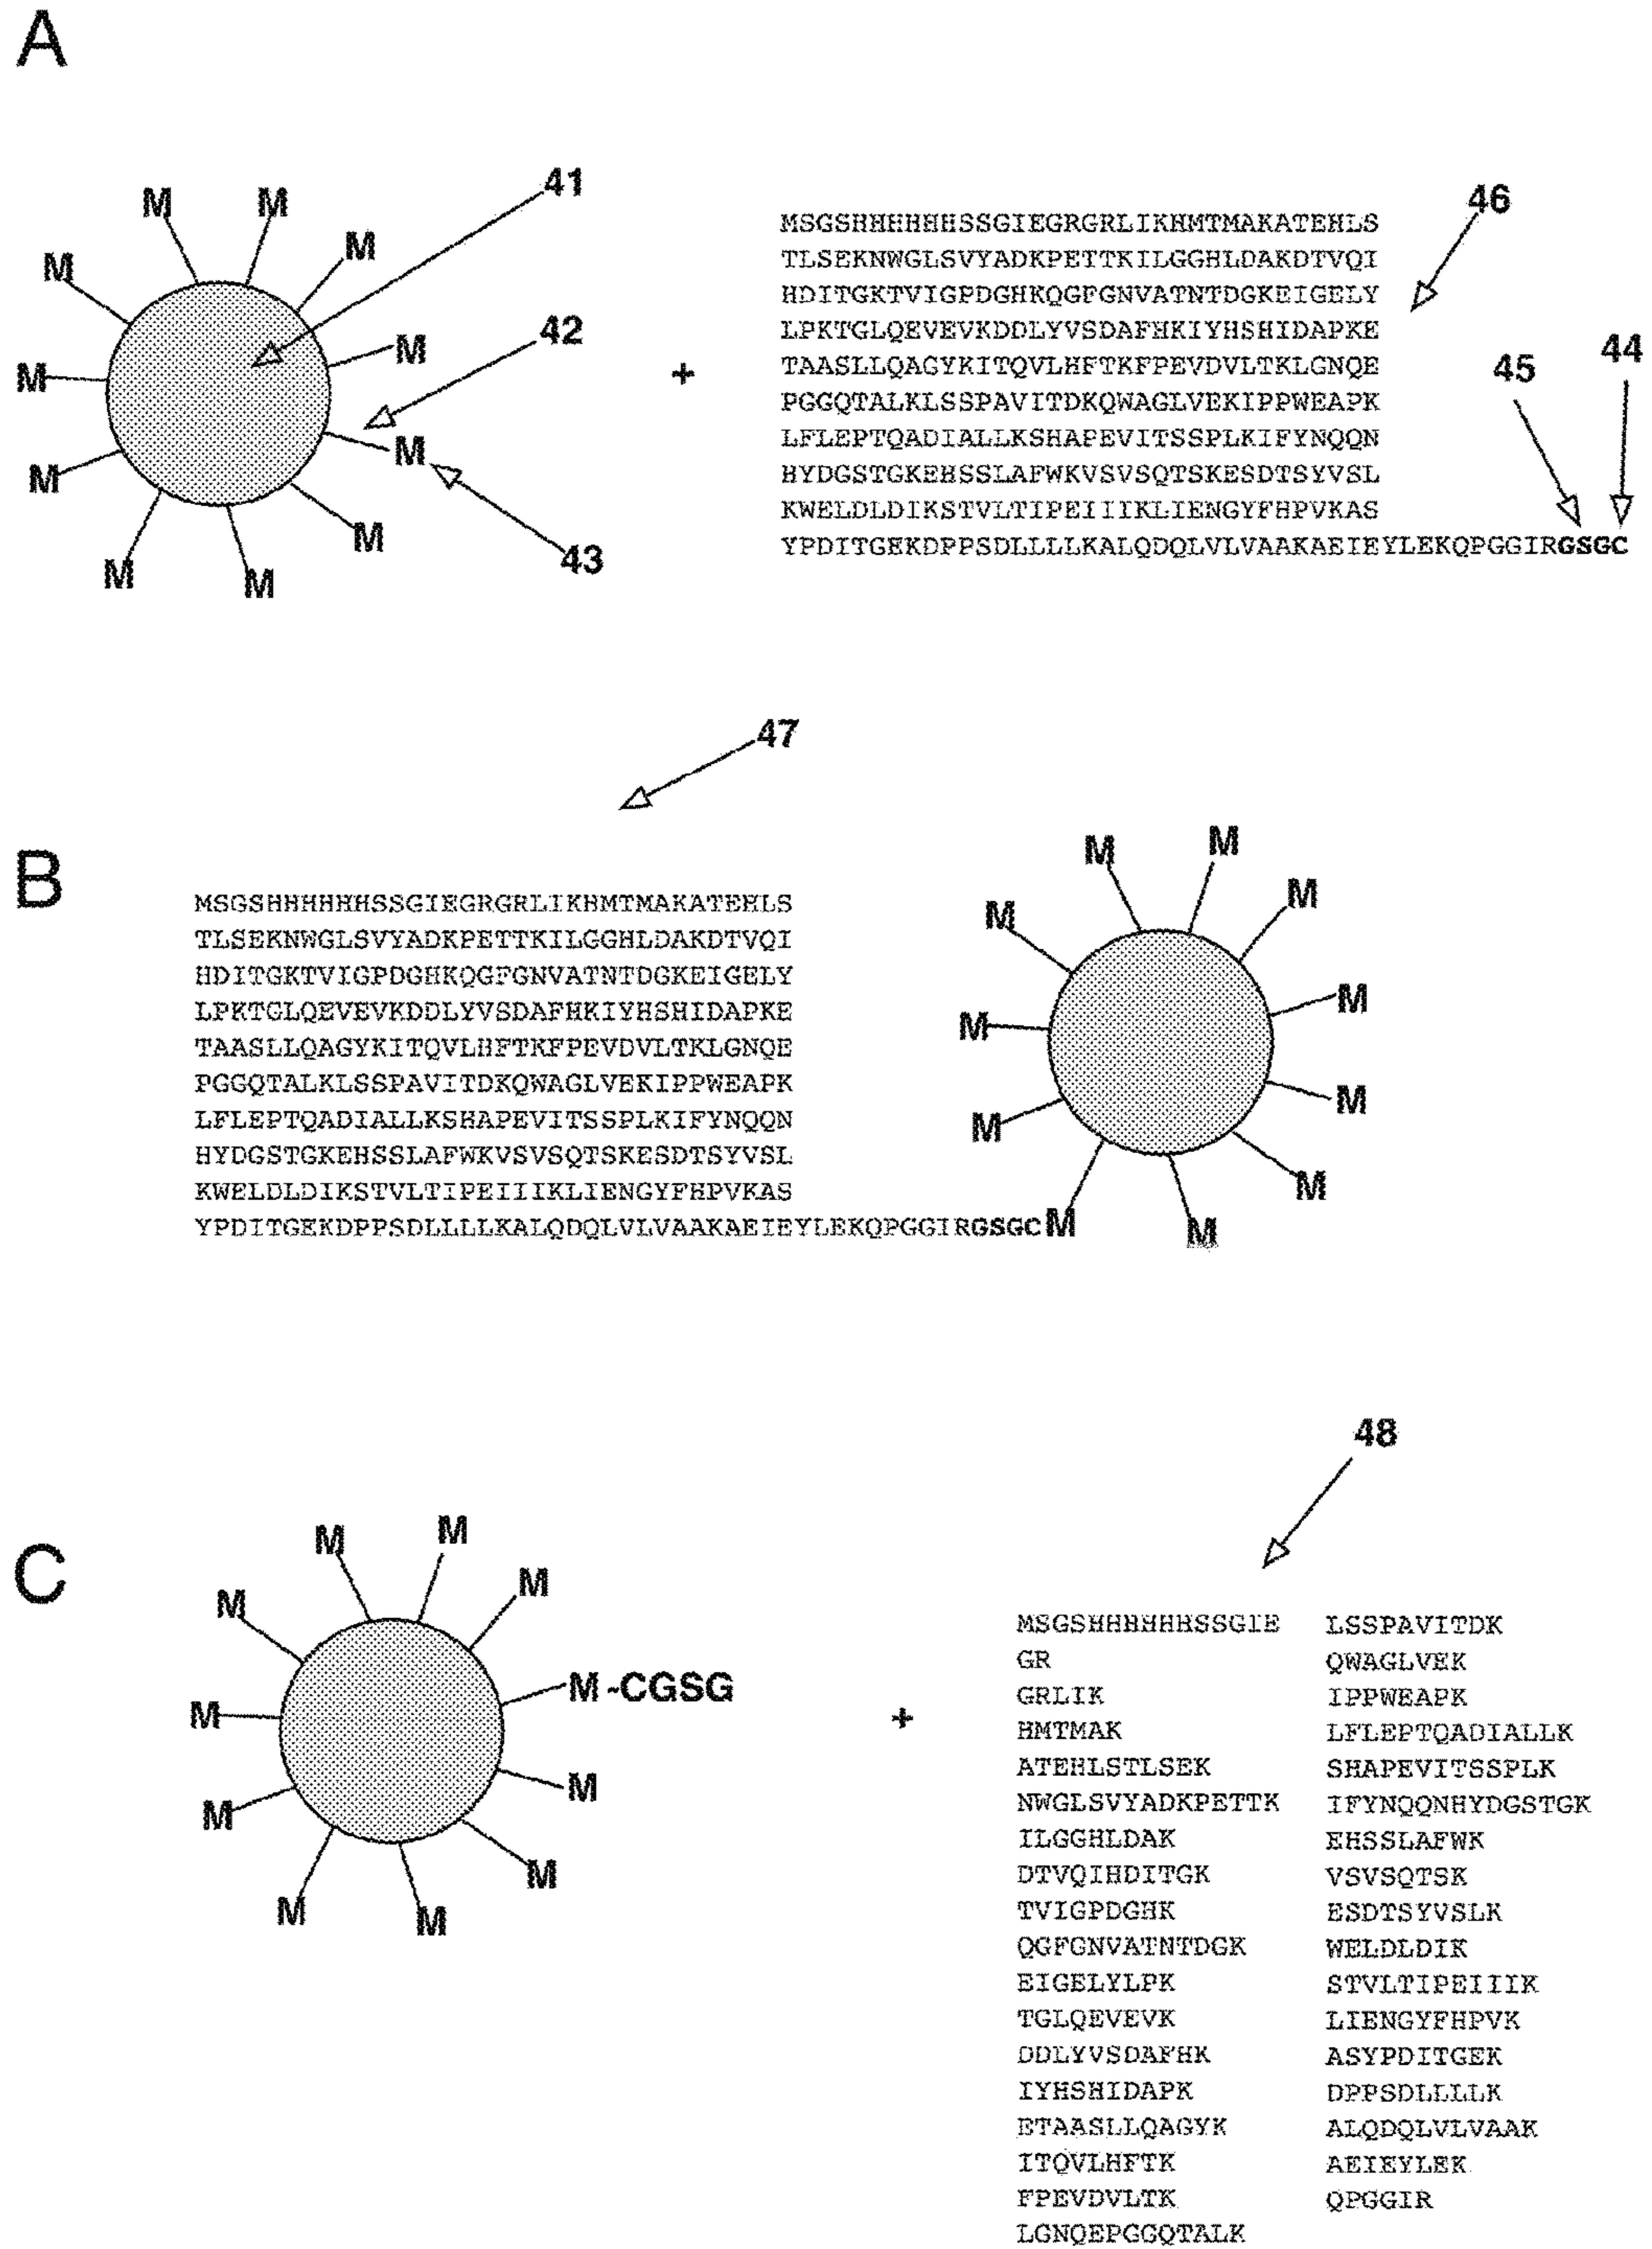 A
41
M
M
M
M
M
M
M
M
M
M
M
42
43
+
46
45
44
MSGSHHHHHHSSGIEGRGRLIKHMTMAKATEHLS
TLSEKNWGLSVYADKPETTKILGGHLDAKDTVQI
HDITGKTVIGPDGHKQGFGNVATNTDGKEIGELY
LPKTGLQEVEVKDDLYVSDAFHKIYHSHIDAPKE
TAASLLQAGYKITQVLHFTKFPEVDVLTKLGNQE
PGGQTALKLSSPAVITDKQWAGLVEKIPPWEAPK
LFLEPTQADIALLKSHAPEVITSSPLKIFYNQQN
HYDGSTGKEHSSLAFWKVSVSQTSKESDTSYVSL
KWELDLDIKSTVLTIPEIIIKLIENGYFHPVKAS
YPDITGEKDPPSDLLLLKALQDQLVLVAAKAEIEYLEKQPGGIRGSGC
47
B
MSGSHHHHHHSSGIEGRGRLIKHMTMAKATEHLS
TLSEKNWGLSVYADKPETTKILGGHLDAKDTVQI
HDITGKTVIGPDGHKQGFGNVATNTDGKEIGELY
LPKTGLQEVEVKDDLYVSDAFHKIYHSHIDAPKE
TAASLLQAGYKITQVLHFTKFPEVDVLTKLGNQE
PGGQTALKLSSPAVITDKQWAGLVEKIPPWEAPK
LFLEPTQADIALLKSHAPEVITSSPLKIFYNQQN
HYDGSTGKEHSSLAFWKVSVSQTSKESDTSYVSL
KWELDLDIKSTVLTIPEIIIKLIENGYFHPVKAS
YPDITGEKDPPSDLLLLKALQDQLVLVAAKAEIEYLEKQPGGIRGSGCM
M
M
M
M
M
M
M
M
M
M
48
C
M
M
M
M
M-CGSG
M
M
M
M
M
M
+
MSGSHHHHHHSSGIE
GR
GRLIK
HMTMAK
ATEHLSTLSEK
NWGLSVYADKPETTK
ILGGHLDAK
DTVQIHDITGK
TVIGPDGHK
QGFGNVATNTDGK
EIGELYLPK
TGLQEVEVK
DDLYVSDAFHK
IYHSHIDAPK
ETAASLLQAGYK
ITQVLHFTK
FPEVDVLTK
LGNQEPGGQTALK
LSSPAVITDK
QWAGLVEK
IPPWEAPK
LFLEPTQADIALLK
SHAPEVITSSPLK
IFYNQQNHYDGSTGK
EHSSLAFWK
VSVSQTSK
ESDTSYVSLK
WELDLDIK
STVLTIPEIIIK
LIENGYFHPVK
ASYPDITGEK
DPPSDLLLLK
ALQDQLVLVAAK
AEIEYLEK
QPGGIR